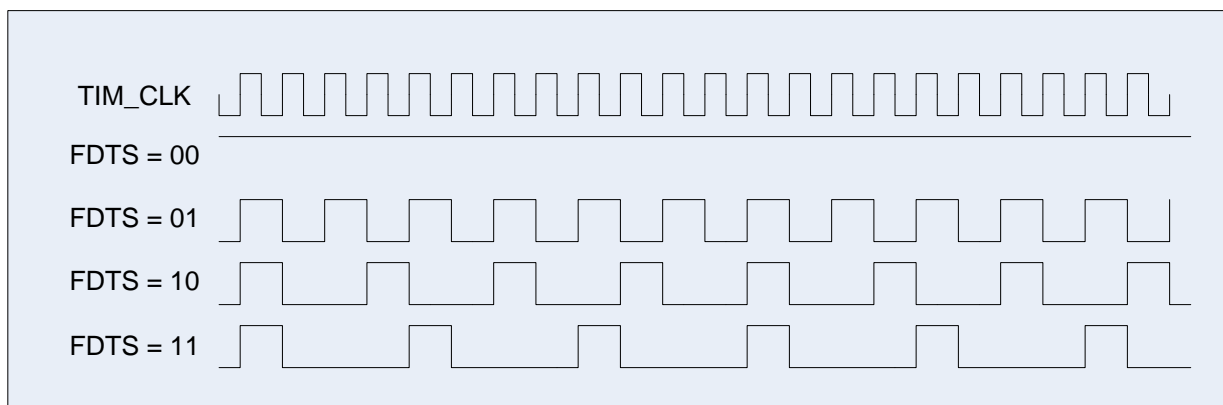 TIM_CLK
FDTS = 00
FDTS = 01
FDTS = 10
FDTS = 11